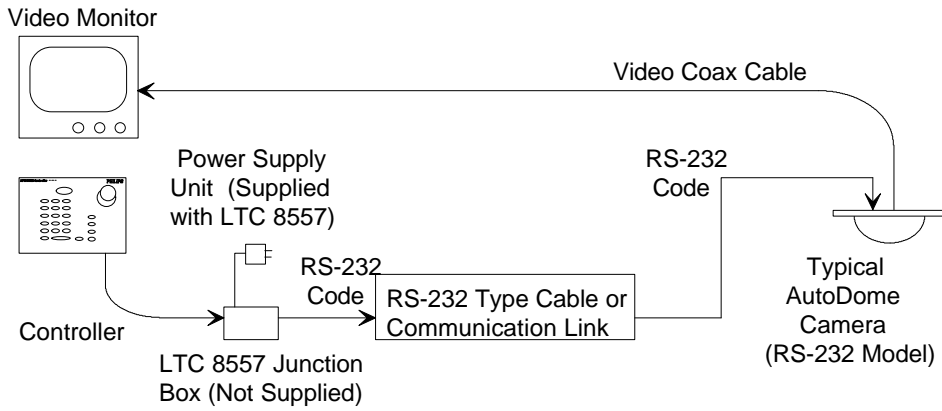 Video Monitor
Video Coax Cable
Power Supply
Unit (Supplied
with LTC 8557)
RS-232
Code
PHILIPS
RS-232
Code
RS-232 Type Cable or
Communication Link
Controller
LTC 8557 Junction
Box (Not Supplied)
Typical
AutoDome
Camera
(RS-232 Model)